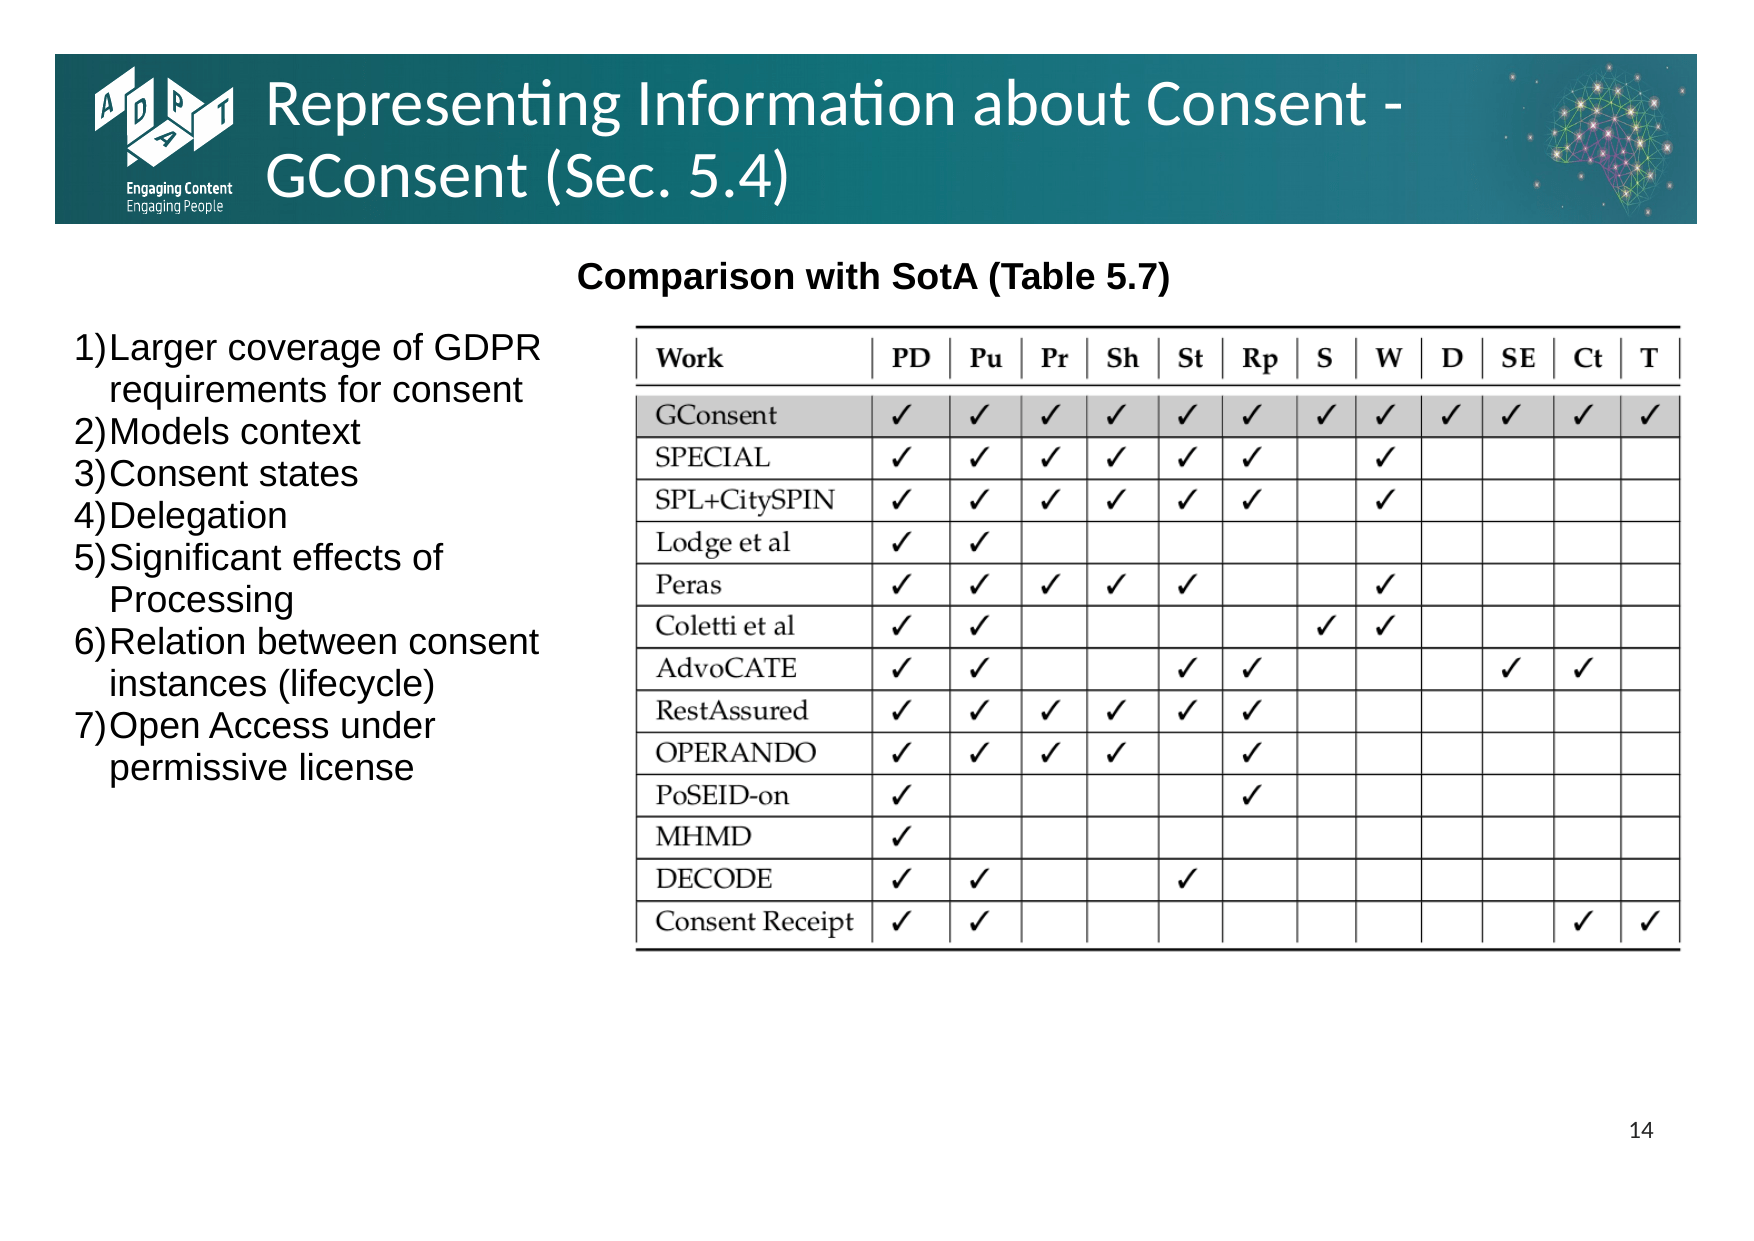 A D A P T
Engaging Content
Engaging People
Representing Information about Consent -
GConsent (Sec. 5.4)
Comparison with SotA (Table 5.7)
1) Larger coverage of GDPR
requirements for consent
2) Models context
3) Consent states
4) Delegation
5) Significant effects of
Processing
6) Relation between consent
instances (lifecycle)
7) Open Access under
permissive license
Work PD Pu Pr Sh St Rp S W D SE Ct T
GConsent ✓ ✓ ✓ ✓ ✓ ✓ ✓ ✓ ✓ ✓ ✓ ✓
SPECIAL ✓ ✓ ✓ ✓ ✓ ✓ ✓
SPL+CitySPIN ✓ ✓ ✓ ✓ ✓ ✓ ✓
Lodge et al ✓ ✓
Peras ✓ ✓ ✓ ✓ ✓ ✓
Coletti et al ✓ ✓ ✓ ✓
AdvoCATE ✓ ✓ ✓ ✓ ✓ ✓
RestAssured ✓ ✓ ✓ ✓ ✓ ✓
OPERANDO ✓ ✓ ✓ ✓ ✓
PoSEID-on ✓ ✓
MHMD ✓
DECODE ✓ ✓ ✓
Consent Receipt ✓ ✓ ✓ ✓
14